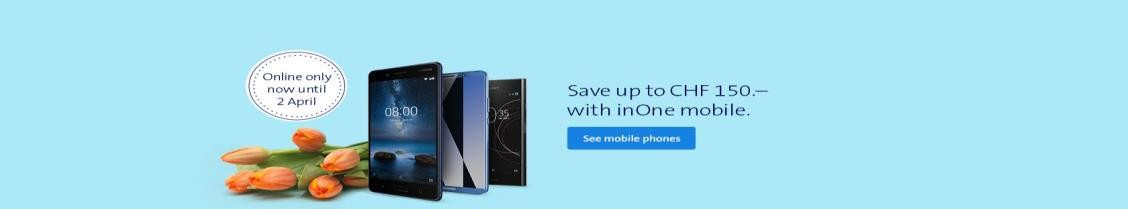 Online only
now until
2 April
08:00
35
Save up to CHF 150.–
with inOne mobile.
See mobile phones